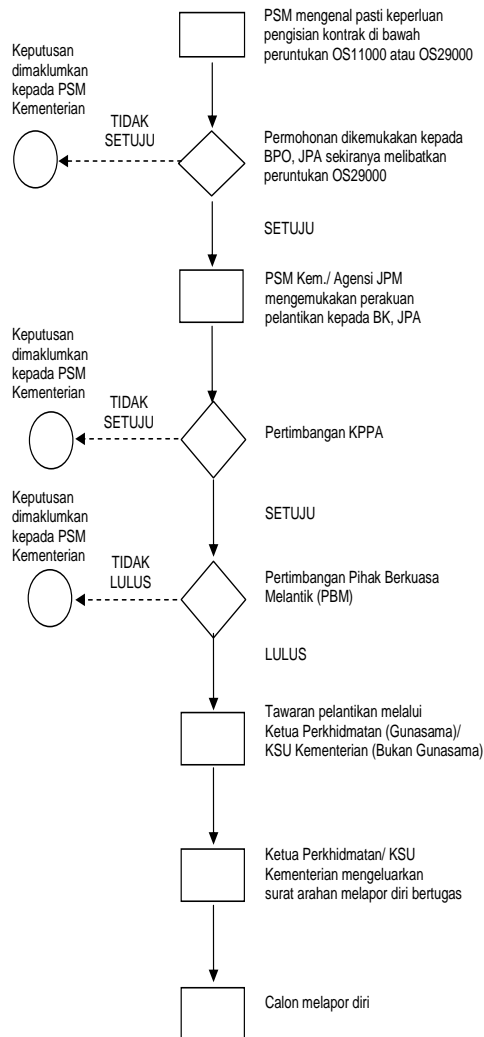 PSM mengenal pasti keperluan
pengisian kontrak di bawah
peruntukan OS11000 atau OS29000
Keputusan
dimaklumkan
kepada PSM
Kementerian
TIDAK
SETUJU
Permohonan dikemukakan kepada
BPO, JPA sekiranya melibatkan
peruntukan OS29000
SETUJU
PSM Kem./ Agensi JPM
mengemukakan perakuan
pelantikan kepada BK, JPA
Keputusan
dimaklumkan
kepada PSM
Kementerian
TIDAK
SETUJU
Pertimbangan KPPA
Keputusan
dimaklumkan
kepada PSM
Kementerian
SETUJU
TIDAK
LULUS
Pertimbangan Pihak Berkuasa
Melantik (PBM)
LULUS
Tawaran pelantikan melalui
Ketua Perkhidmatan (Gunasama)/
KSU Kementerian (Bukan Gunasama)
Ketua Perkhidmatan/ KSU
Kementerian mengeluarkan
surat arahan melapor diri bertugas
Calon melapor diri